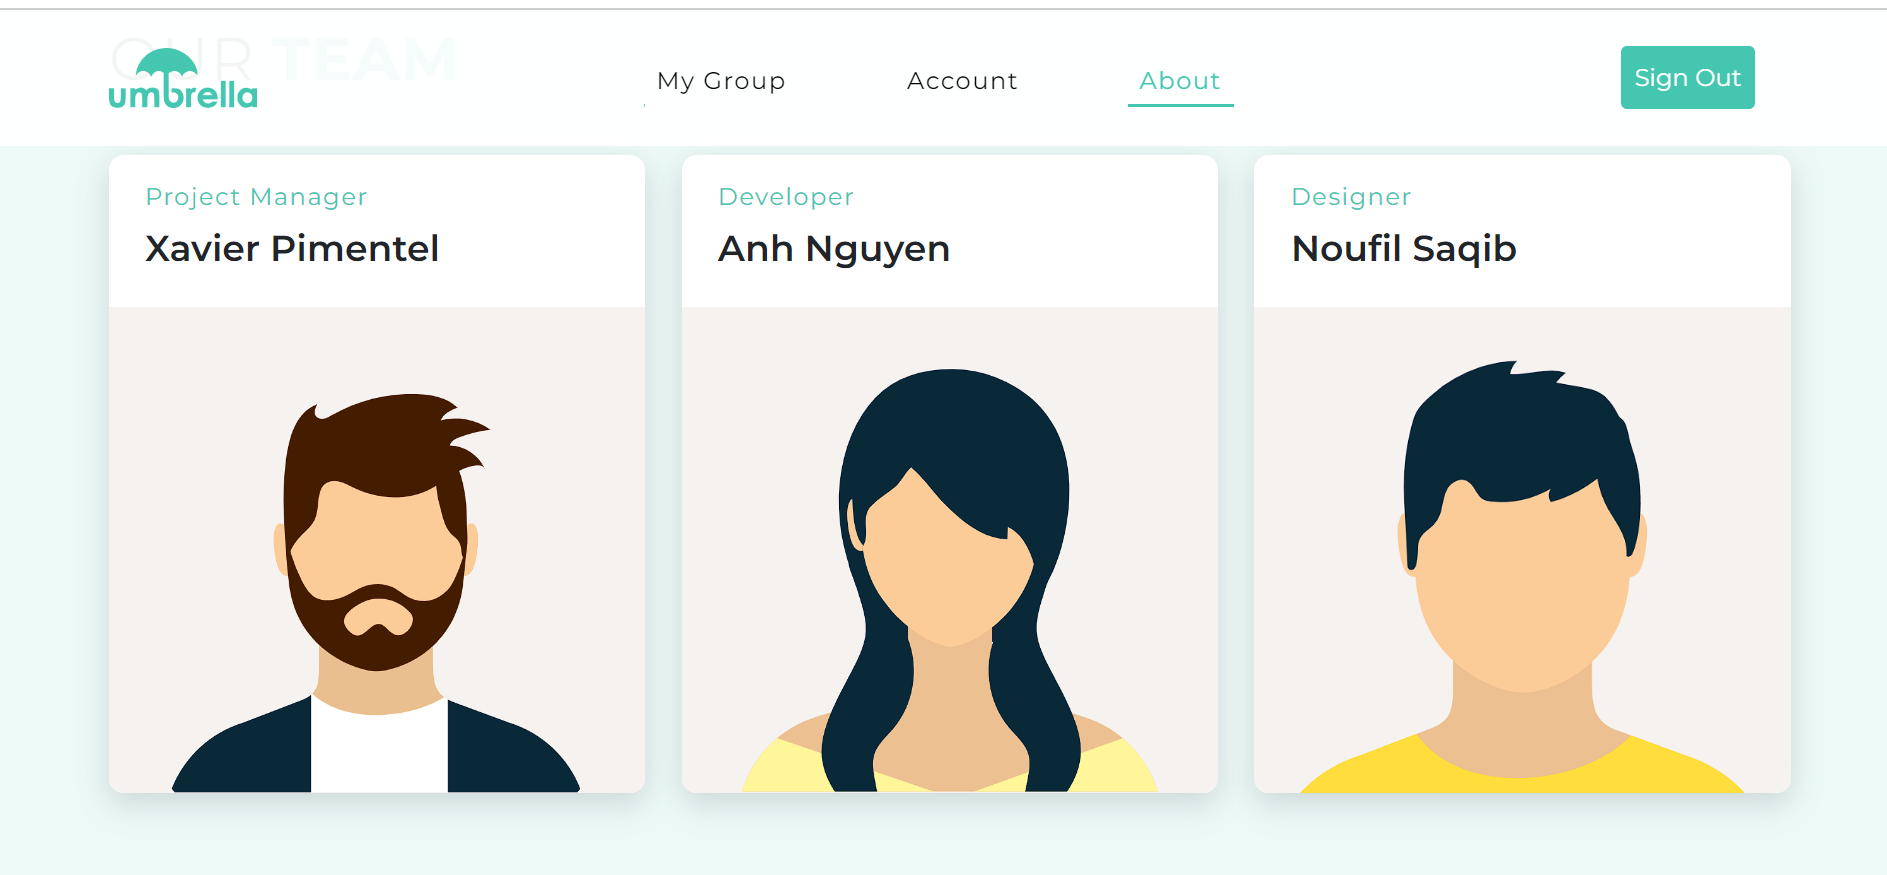 OUR TEAM
umbrella
My Group
Account
About
Sign Out
Project Manager
Xavier Pimentel
Developer
Anh Nguyen
Designer
Noufil Saqib